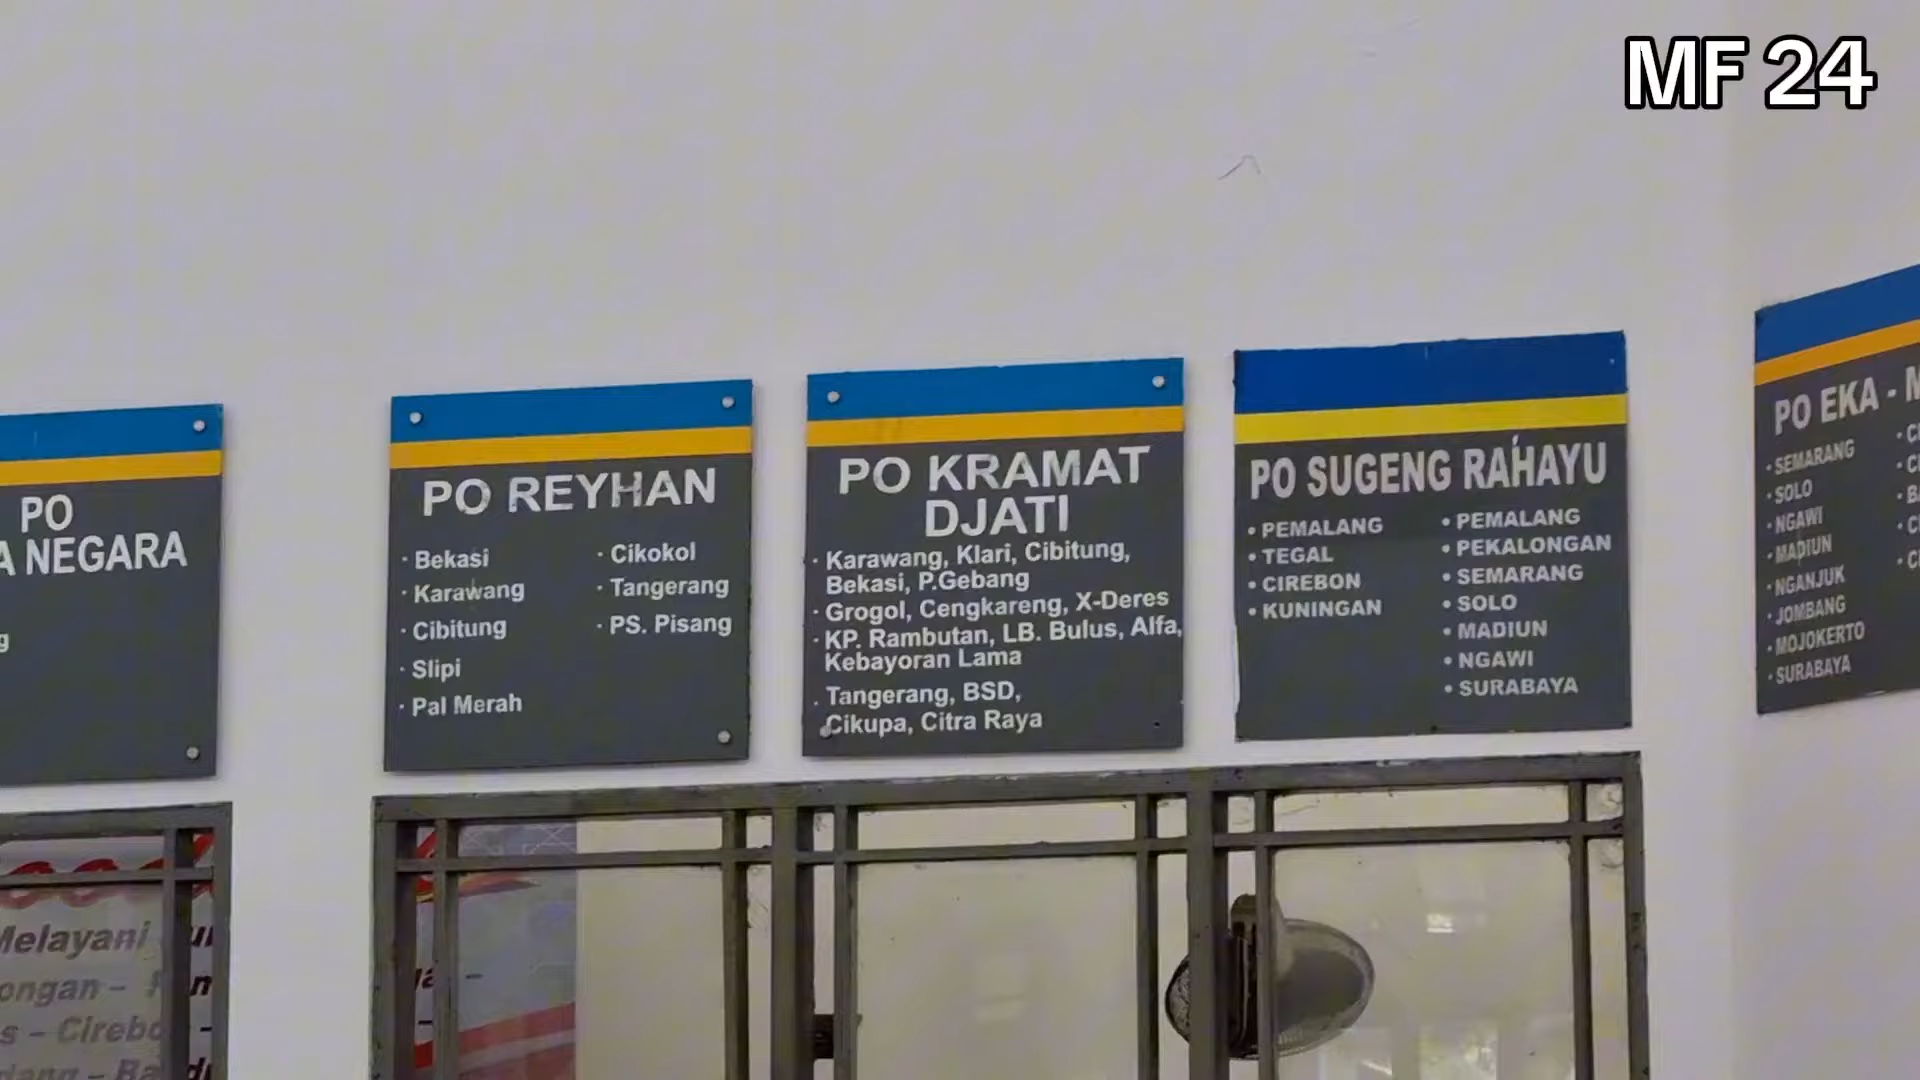 MF 24
PO
A NEGARA
g
PO REYHAN
· Bekasi
· Karawang
· Cibitung
· Slipi
· Pal Merah
· Cikokol
· Tangerang
· PS. Pisang
PO KRAMAT
DJATI
· Karawang, Klari, Cibitung,
Bekasi, P.Gebang
· Grogol, Cengkareng, X-Deres
· KP. Rambutan, LB. Bulus, Alfa,
Kebayoran Lama
· Tangerang, BSD,
Cikupa, Citra Raya
PO SUGENG RAHAYU
• PEMALANG
• TEGAL
• CIREBON
• KUNINGAN
• PEMALANG
• PEKALONGAN
• SEMARANG
• SOLO
• MADIUN
• NGAWI
• SURABAYA
PO EKA - M
• SEMARANG
• SOLO
• NGAWI
• MADIUN
• NGANJUK
• JOMBANG
• MOJOKERTO
• SURABAYA
Melayani
ongan –
s – Cirebo